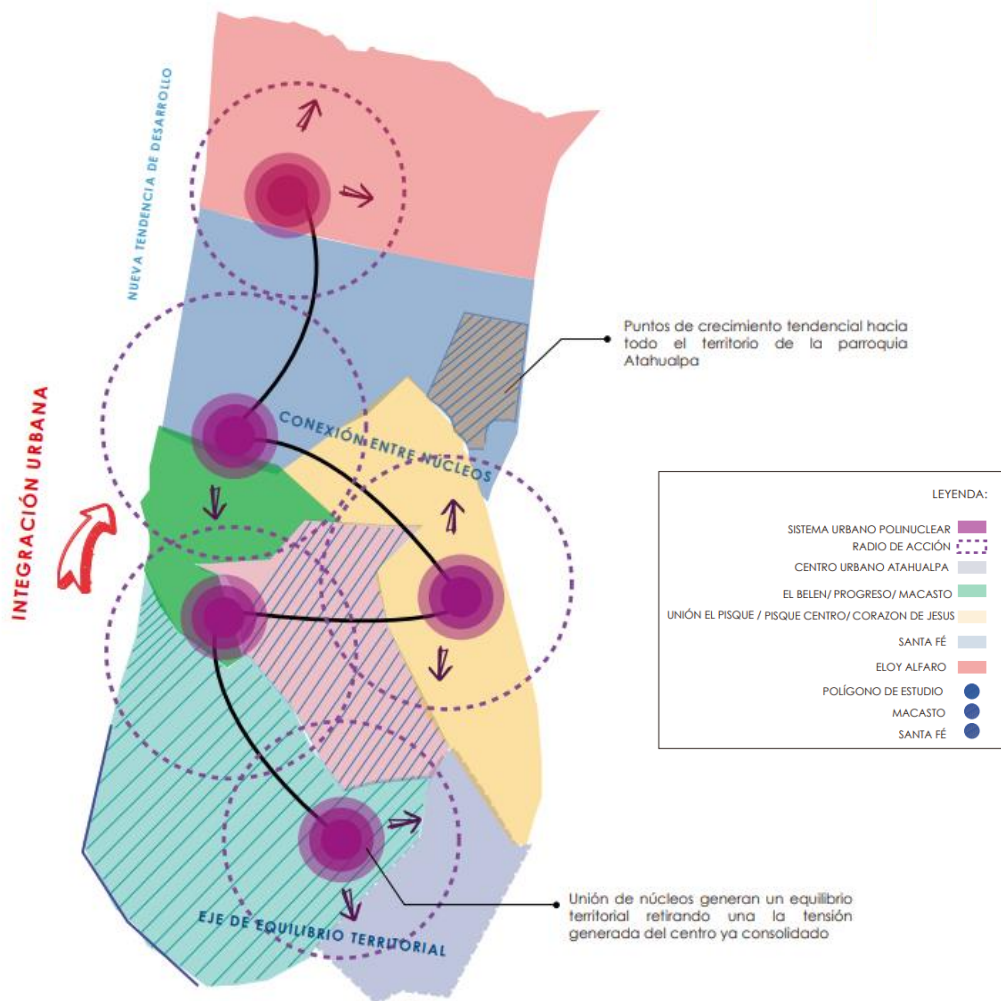 NUEVA TENDENCIA DE DESARROLLO
Puntos de crecimiento tendencial hacia
todo el territorio de la parroquia
Atahualpa
INTEGRACIÓN URBANA
CONEXIÓN ENTRE NÚCLEOS
LEYENDA:
SISTEMA URBANO POLINUCLEAR
RADIO DE ACCIÓN
CENTRO URBANO ATAHUALPA
EL BELEN/ PROGRESO/ MACASTO
UNIÓN EL PISQUE / PISQUE CENTRO/ CORAZON DE JESUS
SANTA FÉ
ELOY ALFARO
POLÍGONO DE ESTUDIO
MACASTO
SANTA FÉ
Unión de núcleos generan un equilibrio
territorial retirando una la tensión
generada del centro ya consolidado
EJE DE EQUILIBRIO TERRITORIAL